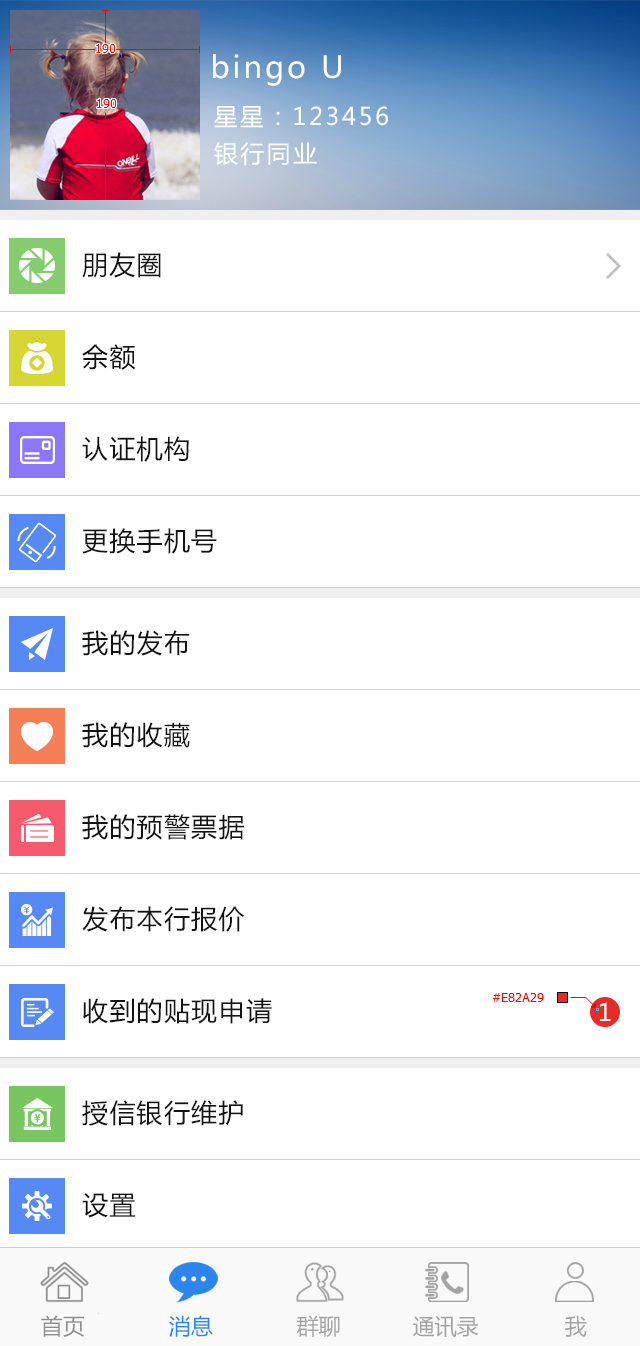 190
bingo U
190
星星：123456
银行同业
ONEILL
朋友圈
余额
认证机构
更换手机号
我的发布
我的收藏
我的预警票据
发布本行报价
收到的贴现申请
#E82A29
1
授信银行维护
设置
首页
消息
群聊
通讯录
我